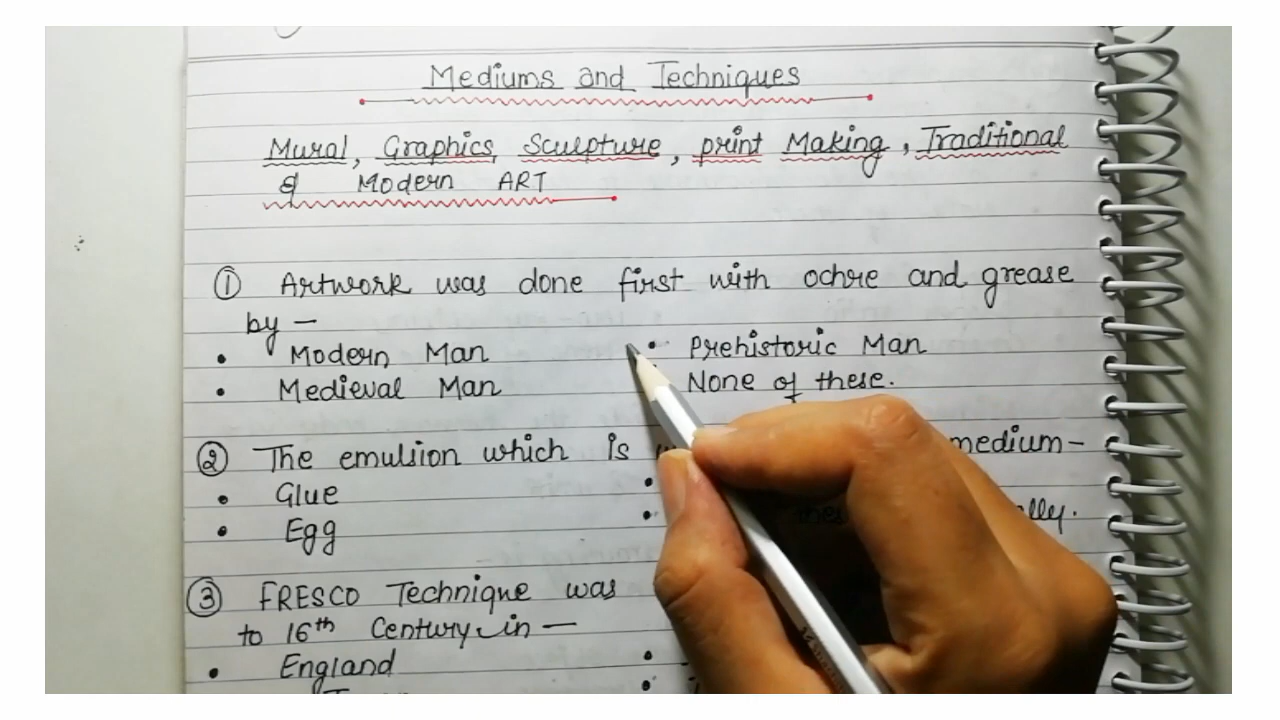 Mediums and Techniques
Mural, Graphics, Sculpture, print Making, Traditional
& Modern ART
① Artwork was done first with ochre and grease
by –
• Modern Man • Prehistoric Man
• Medieval Man None of these.
② The emulsion which is medium –
• Glue •
• Egg •
③ FRESCO Technique was
to 16th Century in –
• England •
•